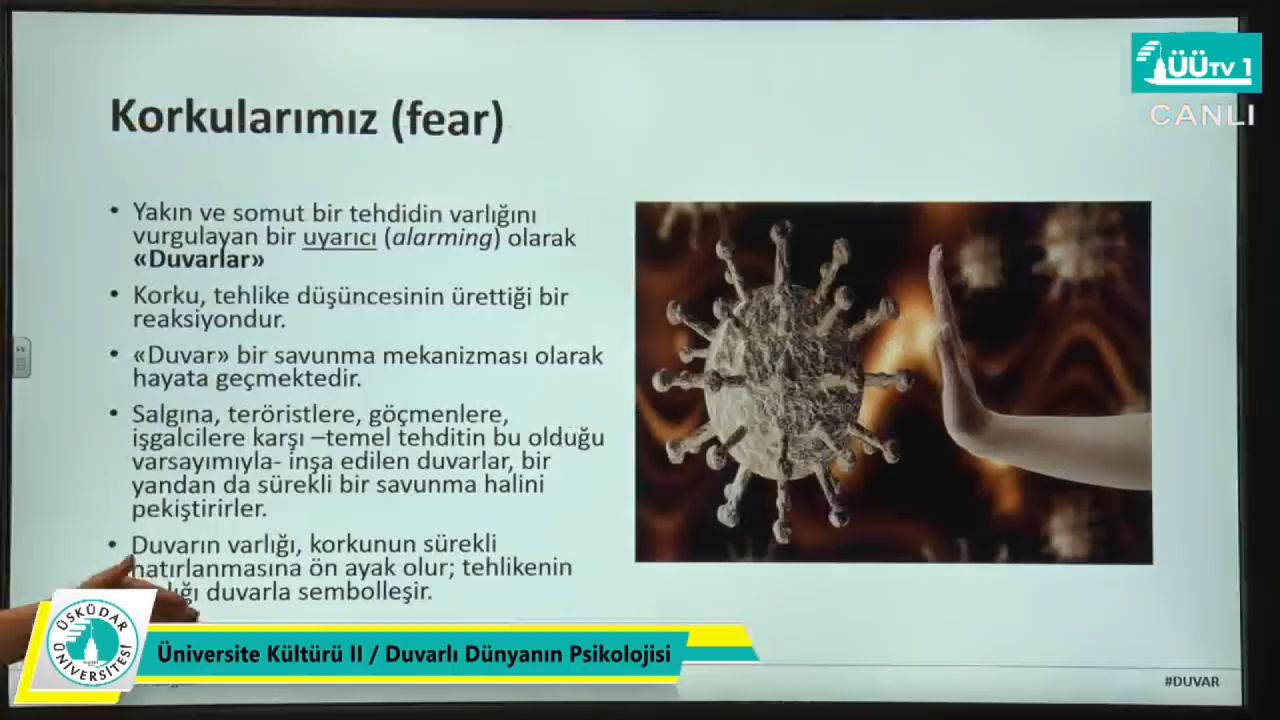 ÜÜTV 1
CANLI
Korkularımız (fear)
• Yakın ve somut bir tehdidin varlığını
vurgulayan bir uyarıcı (alarming) olarak
«Duvarlar»
• Korku, tehlike düşüncesinin ürettiği bir
reaksiyondur.
• «Duvar» bir savunma mekanizması olarak
hayata geçmektedir.
• Salgına, teröristlere, göçmenlere,
işgalcilere karşı –temel tehditin bu olduğu
varsayımıyla- inşa edilen duvarlar, bir
yandan da sürekli bir savunma halini
pekiştirirler.
• Duvarın varlığı, korkunun sürekli
hatırlanmasına ön ayak olur; tehlikenin
duvarla sembolleşir.
ÜSKÜDAR
ÜNİVERSİTESİ
Üniversite Kültürü II / Duvarlı Dünyanın Psikolojisi
#DUVAR